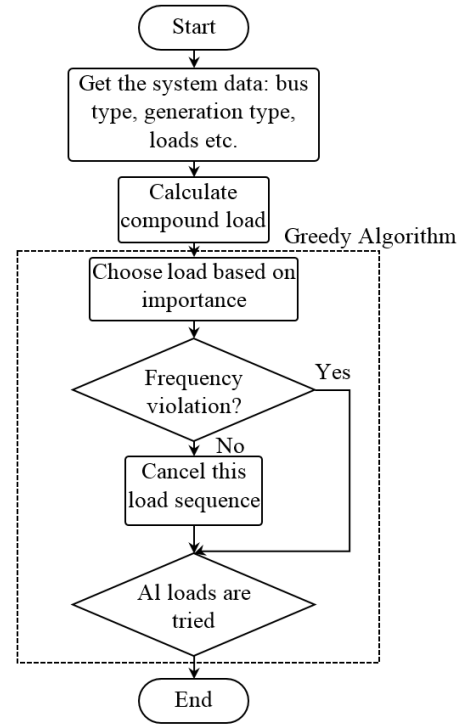 Start
Get the system data: bus
type, generation type,
loads etc.
Calculate
compound load
Greedy Algorithm
Choose load based on
importance
Frequency
violation?
Yes
No
Cancel this
load sequence
Al loads are
tried
End